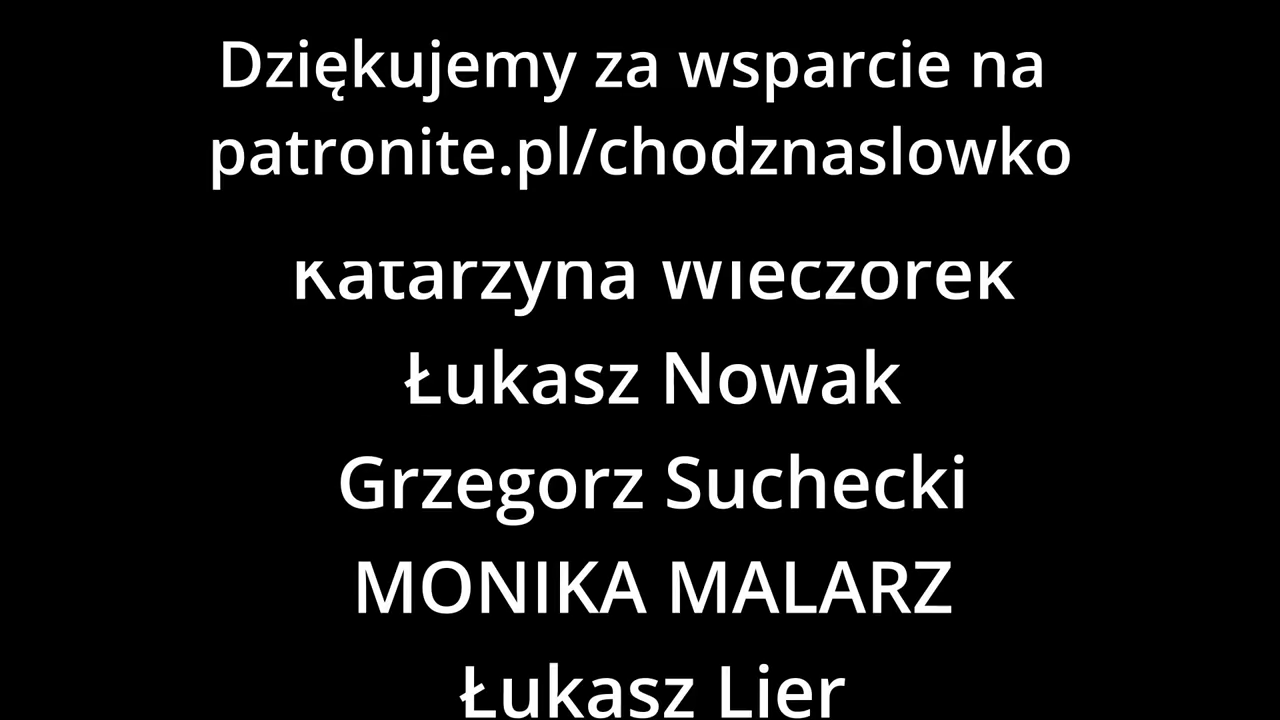 Dziękujemy za wsparcie na
patronite.pl/chodznaslowko
Katarzyna Wieczorek
Łukasz Nowak
Grzegorz Suchecki
MONIKA MALARZ
Łukasz Lier